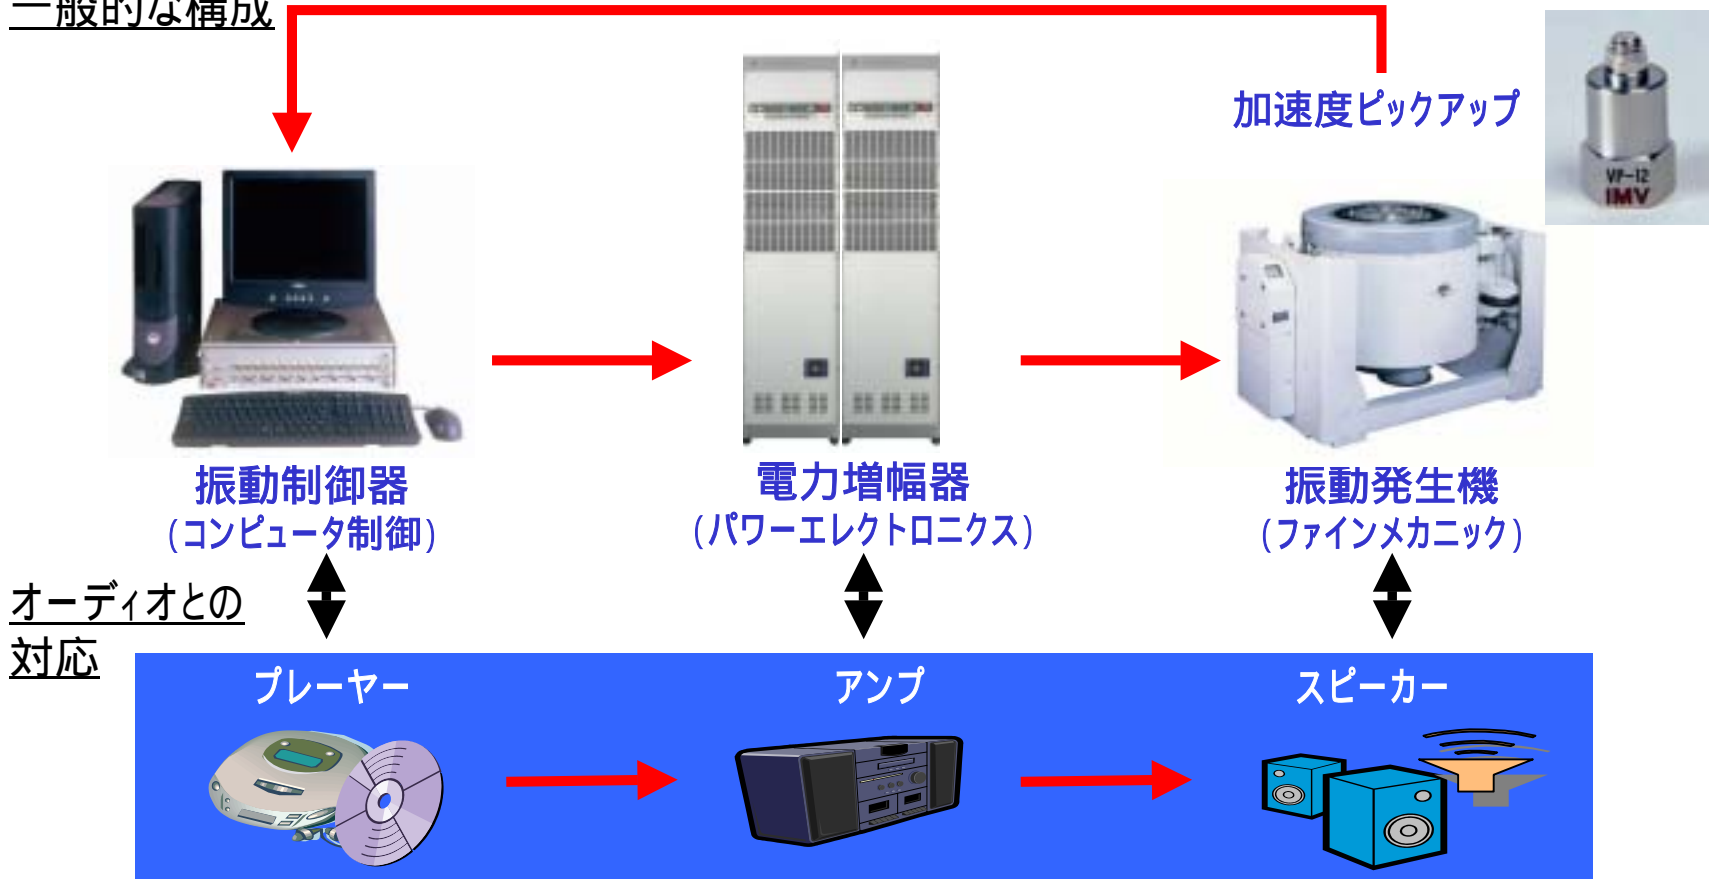 一般的な構成
加速度ピックアップ
VP-12
IMV
振動制御器
(コンピュータ制御)
電力増幅器
(パワーエレクトロニクス)
振動発生機
(ファインメカニック)
オーディオとの
対応
プレーヤー
アンプ
スピーカー